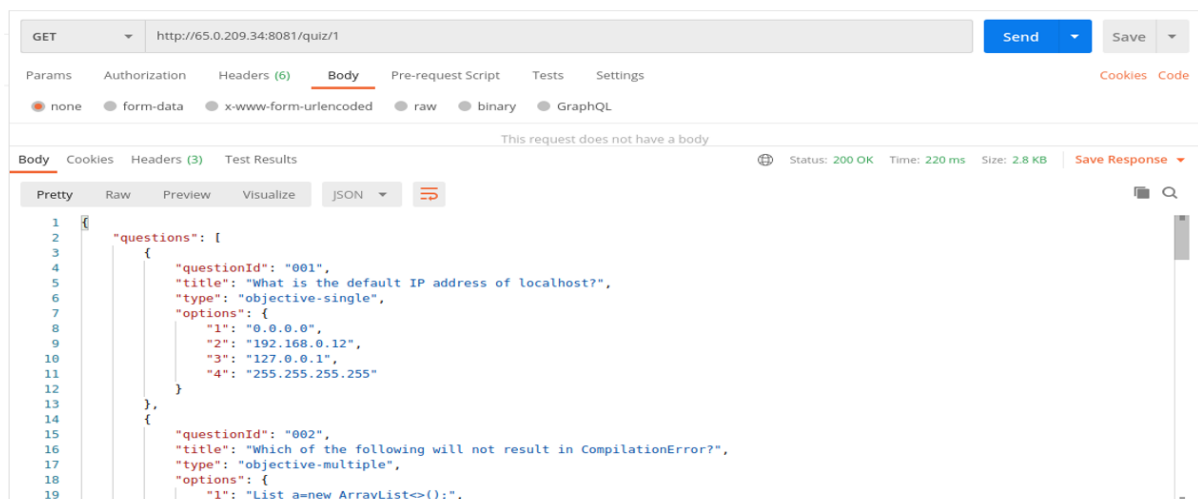 GET http://65.0.209.34:8081/quiz/1 Send Save
Params Authorization Headers (6) Body Pre-request Script Tests Settings Cookies Code
none form-data x-www-form-urlencoded raw binary GraphQL
This request does not have a body
Body Cookies Headers (3) Test Results Status: 200 OK Time: 220 ms Size: 2.8 KB Save Response
Pretty Raw Preview Visualize JSON
1 {
2 "questions": [
3 {
4 "questionId": "001",
5 "title": "What is the default IP address of localhost?",
6 "type": "objective-single",
7 "options": {
8 "1": "0.0.0.0",
9 "2": "192.168.0.12",
10 "3": "127.0.0.1",
11 "4": "255.255.255.255"
12 }
13 },
14 {
15 "questionId": "002",
16 "title": "Which of the following will not result in CompilationError?",
17 "type": "objective-multiple",
18 "options": {
19 "1": "List a=new ArrayList<>();",